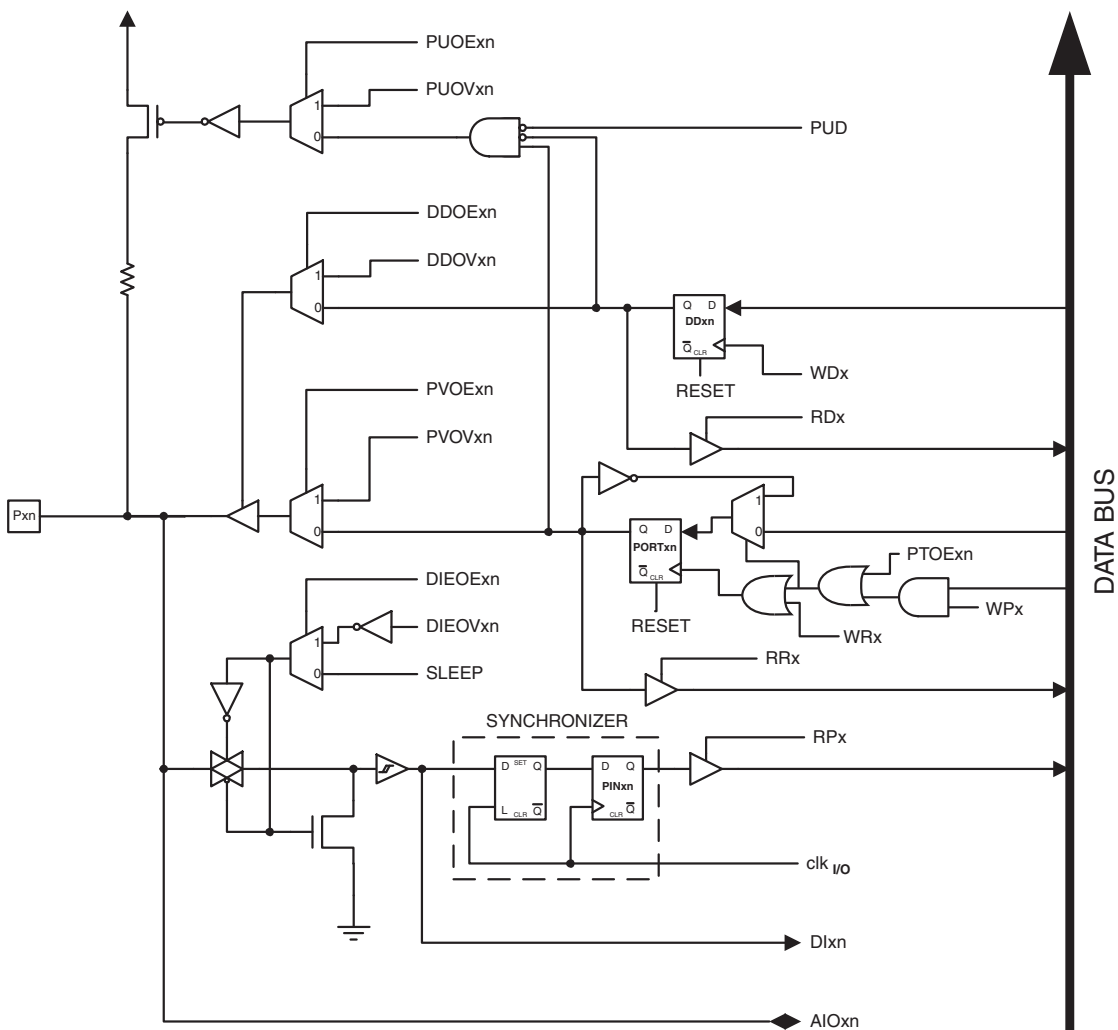 PUOExn
PUOVxn
1
0
PUD
DDOExn
DDOVxn
1
0
Q D
DDxn
Q CLR
WDx
RESET
PVOExn
RDx
PVOVxn
Pxn
1
0
1
0
Q D
PORTxn
Q CLR
PTOExn
DATA BUS
WPx
RESET
WRx
DIEOExn
DIEOVxn
1
0
SLEEP
RRx
SYNCHRONIZER
RPx
D SET Q
L CLR Q
D Q
PINxn
CLR Q
clk I/O
DIxn
AIOxn